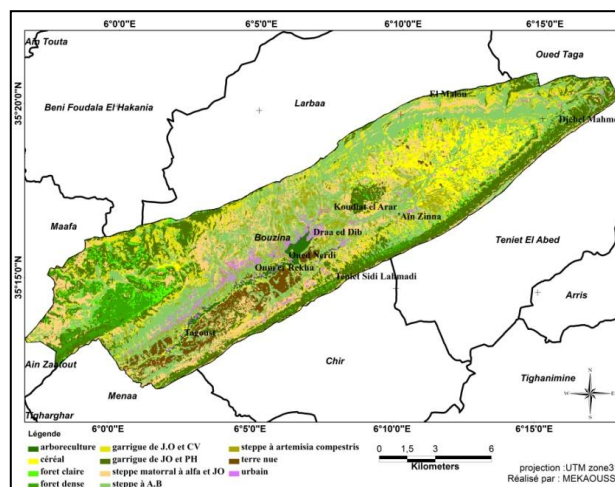 6°0'0"E 6°5'0"E 6°10'0"E 6°15'0"E
Ain Touta
Oued Taga
35°20'0"N
El Malou
Beni Foudala El Hakania
Larbaa
Djebel Mahmel
Maafa
Koudiat el Arar
Aïn Zinna
Draa ed Dib
Bouzina
Oued Nerdi
Teniet El Abed
35°15'0"N
Oum er Rekha
Teniet Sidi Lahmadi
Arris
Tagoust
Ain Zaatout
Chir
Menaa
Tighanimine
Tigharghar
6°0'0"E 6°5'0"E 6°10'0"E 6°15'0"E
N
W E
S
Légende
arboreculture
céréal
foret claire
foret dense
garrigue de J.O et CV
garrigue de JO et PH
steppe matorral à alfa et JO
steppe à A.B
steppe à artemisia compestris
terre nue
urbain
0 1,5 3 6
Kilometers
projection :UTM zone3
Réalisé par : MEKAOUSS